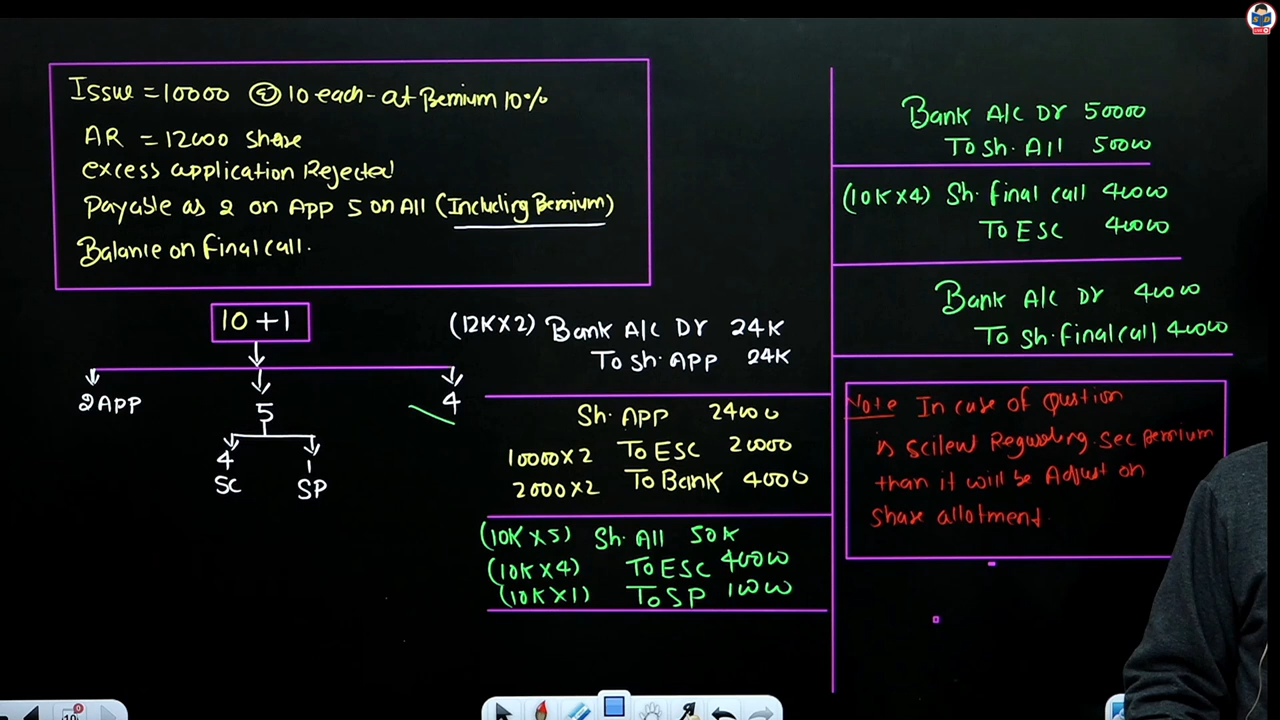 Issue = 10000 @ 10 each - at Bemium 10%
AR = 12000 share
excess application Rejected
Payable as 2 on App 5 on All (Including Bemium)
Balance on final call.
10 + 1
2 APP
5
4
4
SC
1
SP
(12K X 2) Bank A/C Dr 24K
To Sh. APP 24K
Sh. APP 24000
10000 X 2 To ESC 20000
2000 X 2 To Bank 4000
(10K X 5) Sh. All 50K
(10K X 4) To ESC 40000
(10K X 1) To SP 10000
Bank A/C Dr 50000
To sh. All 50000
(10K X 4) Sh. final call 40000
To ESC 40000
Bank A/C Dr 40000
To Sh. final call 40000
Note In case of Qustion
is scilent Regarding. Sec pemium
than it will be Adjust on
share allotment.
S D